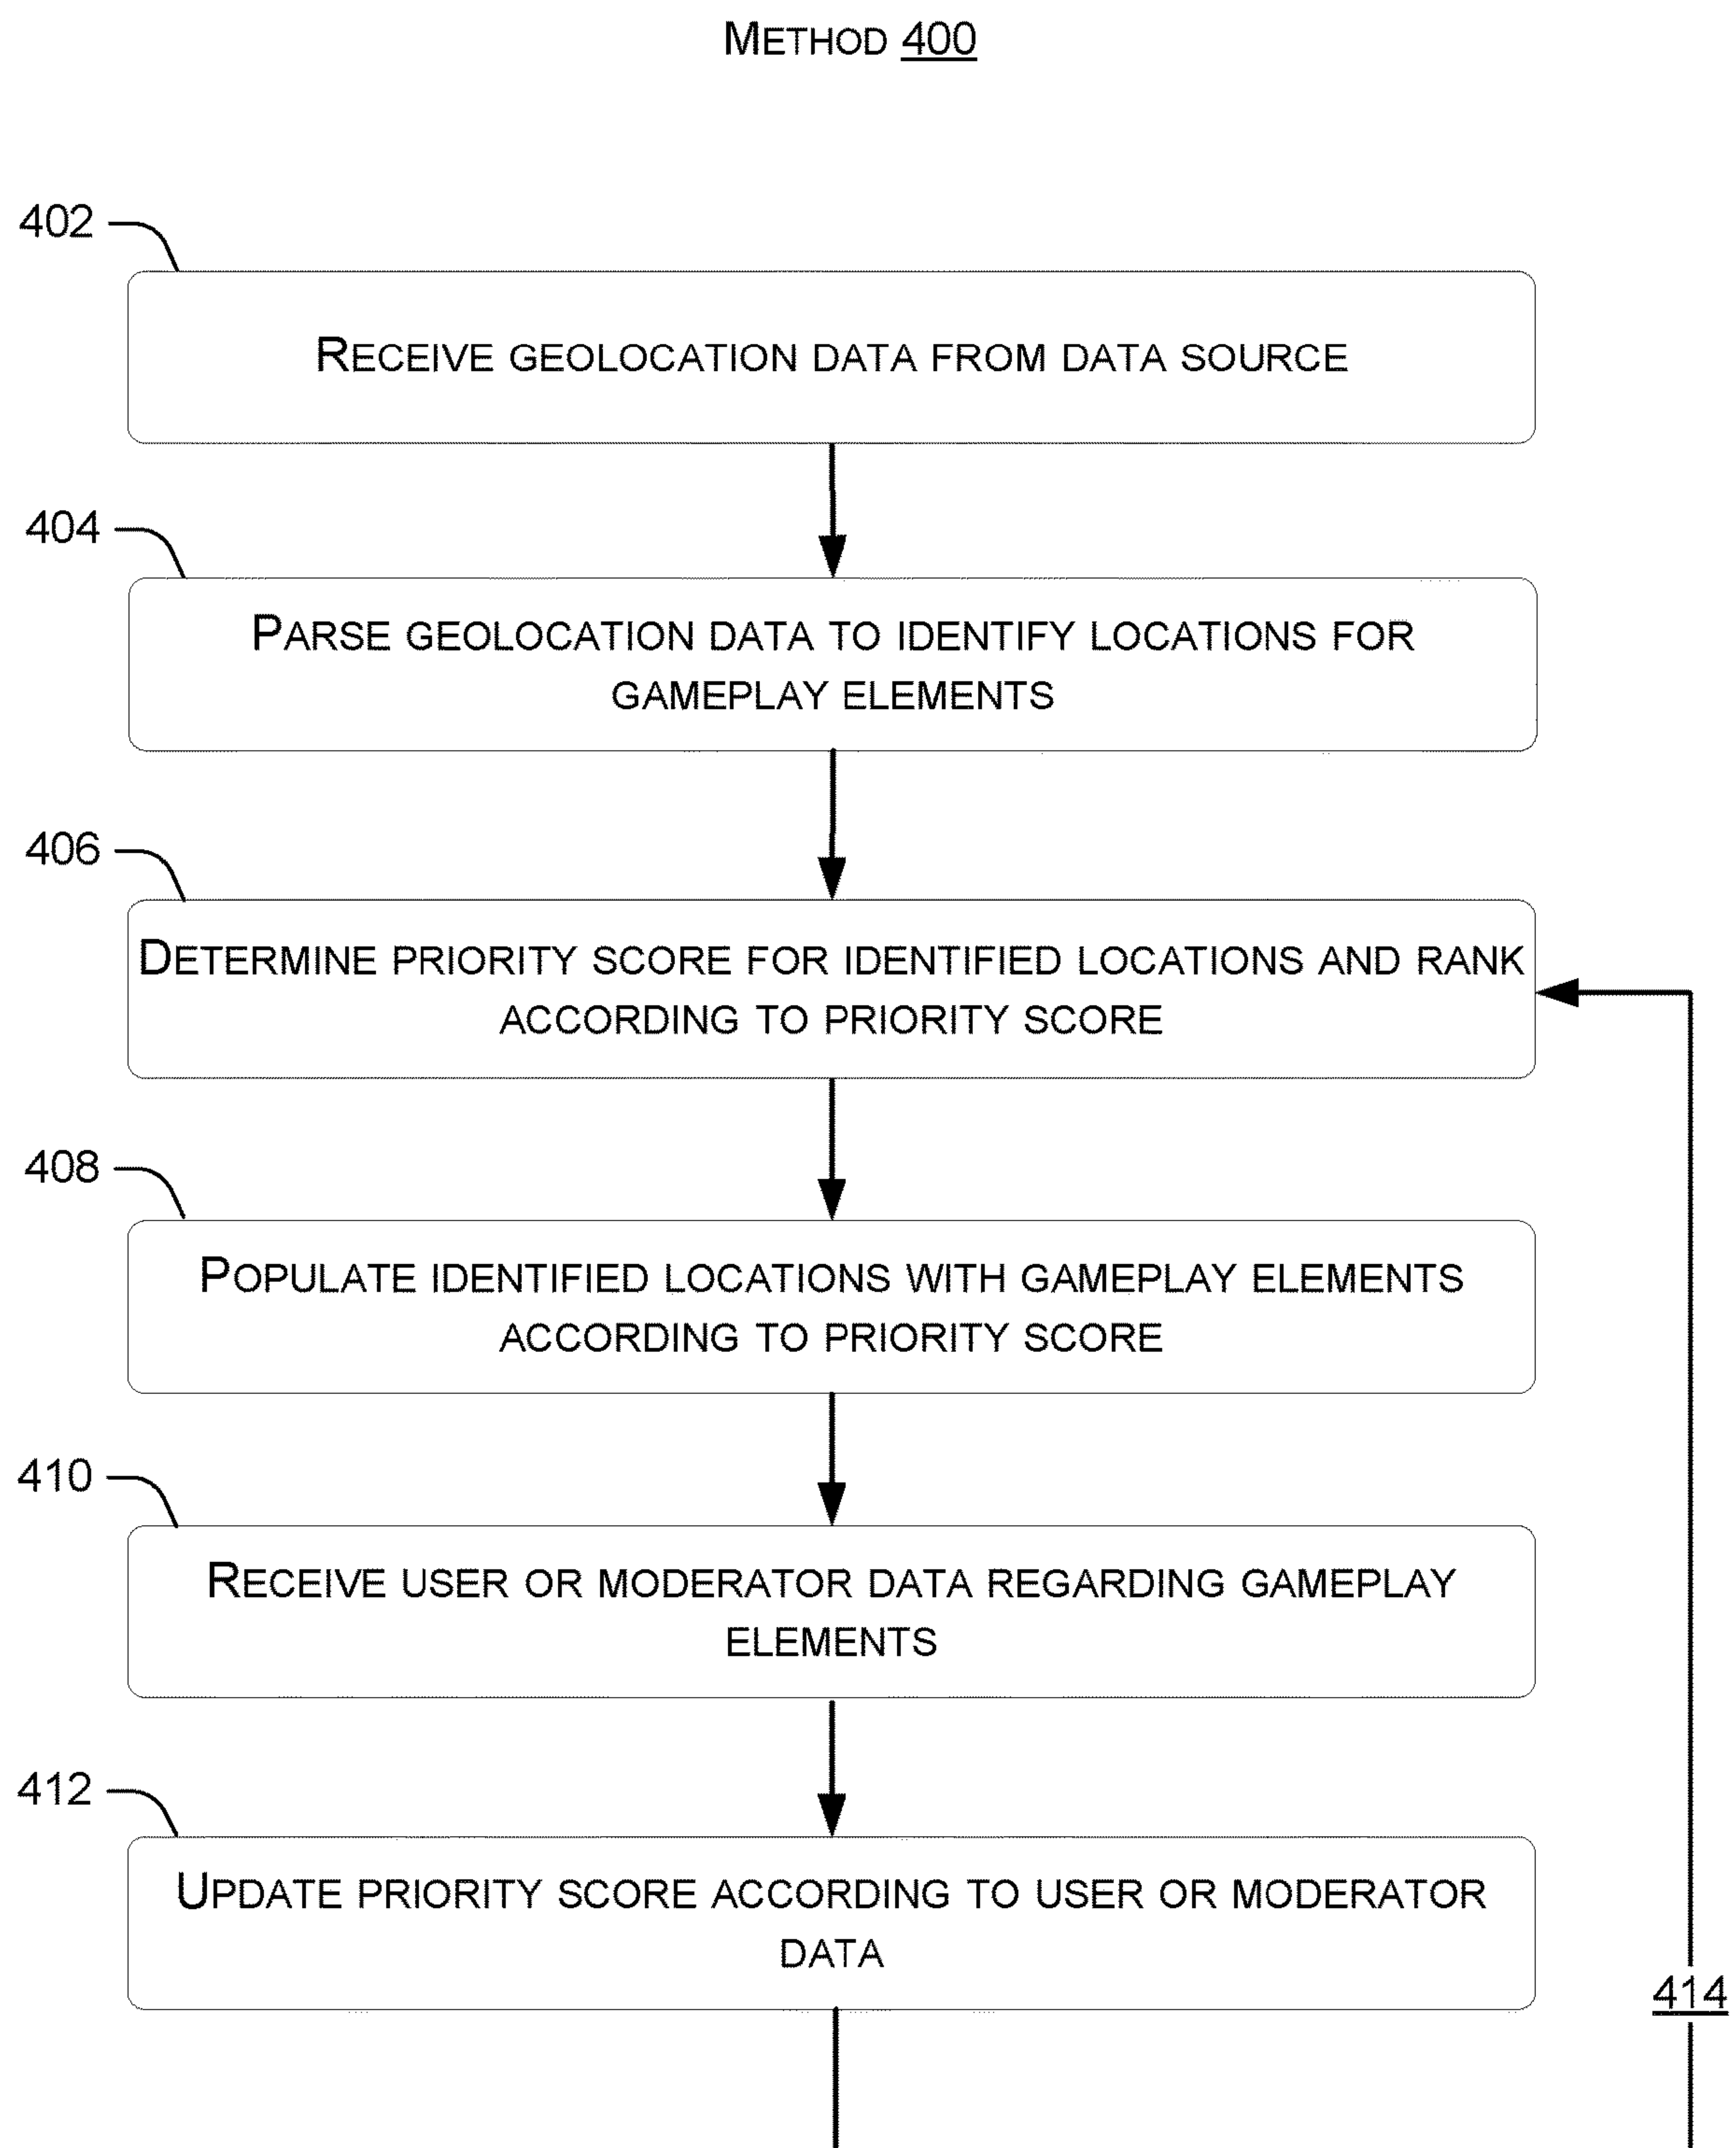 METHOD 400
402
RECEIVE GEOLOCATION DATA FROM DATA SOURCE
404
PARSE GEOLOCATION DATA TO IDENTIFY LOCATIONS FOR
GAMEPLAY ELEMENTS
406
DETERMINE PRIORITY SCORE FOR IDENTIFIED LOCATIONS AND RANK
ACCORDING TO PRIORITY SCORE
408
POPULATE IDENTIFIED LOCATIONS WITH GAMEPLAY ELEMENTS
ACCORDING TO PRIORITY SCORE
410
RECEIVE USER OR MODERATOR DATA REGARDING GAMEPLAY
ELEMENTS
412
UPDATE PRIORITY SCORE ACCORDING TO USER OR MODERATOR
DATA
414